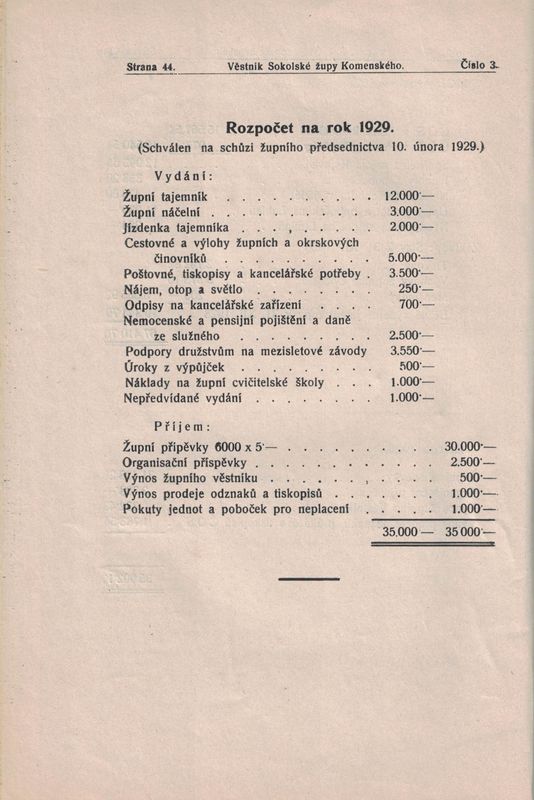 Strana 44. Věstník Sokolské župy Komenského. Číslo 3.
Rozpočet na rok 1929.
(Schválen na schůzi župního předsednictva 10. února 1929.)
Vydání:
Župní tajemník . . . . . . . . . . 12.000·—
Župní náčelní . . . . . . . . . . 3.000·—
Jízdenka tajemníka . . . . . . . . . 2.000·—
Cestovné a výlohy župních a okrskových
činovníků . . . . . . . . . . 5.000·—
Poštovné, tiskopisy a kancelářské potřeby . 3.500·—
Nájem, otop a světlo . . . . . . . . 250·—
Odpisy na kancelářské zařízení . . . . 700·—
Nemocenské a pensijní pojištění a daně
ze služného . . . . . . . . . 2.500·—
Podpory družstvům na mezisletové závody 3.550·—
Úroky z výpůjček . . . . . . . . . 500·—
Náklady na župní cvičitelské školy . . . 1.000·—
Nepředvídané vydání . . . . . . . . 1.000·—
Příjem:
Župní připěvky 6000 x 5·— . . . . . . . . . . . 30.000·—
Organisační příspěvky . . . . . . . . . . . . 2.500·—
Výnos župního věstníku . . . . . . . . . . . 500·—
Výnos prodeje odznaků a tiskopisů . . . . . . . 1.000·—
Pokuty jednot a poboček pro neplacení . . . . . 1.000·—
35.000 — 35 000·—